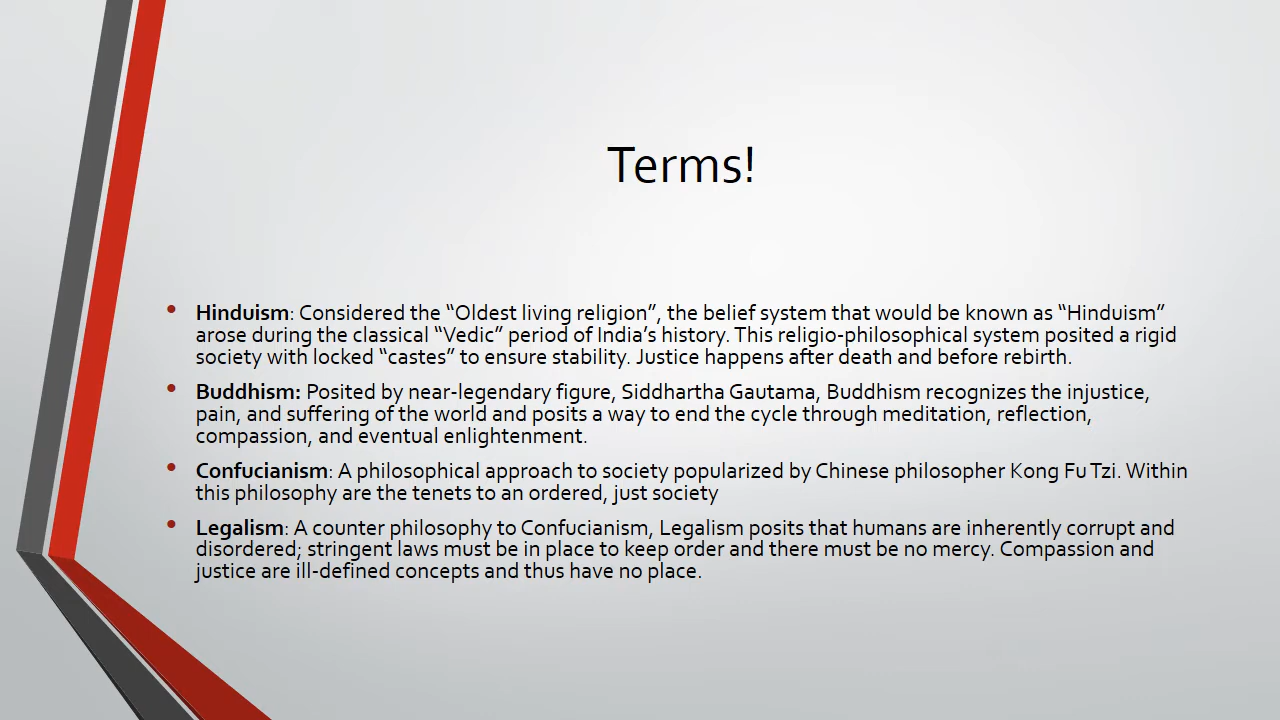 Terms!
• Hinduism: Considered the “Oldest living religion”, the belief system that would be known as “Hinduism”
arose during the classical “Vedic” period of India’s history. This religio-philosophical system posited a rigid
society with locked “castes” to ensure stability. Justice happens after death and before rebirth.
• Buddhism: Posited by near-legendary figure, Siddhartha Gautama, Buddhism recognizes the injustice,
pain, and suffering of the world and posits a way to end the cycle through meditation, reflection,
compassion, and eventual enlightenment.
• Confucianism: A philosophical approach to society popularized by Chinese philosopher Kong Fu Tzi. Within
this philosophy are the tenets to an ordered, just society
• Legalism: A counter philosophy to Confucianism, Legalism posits that humans are inherently corrupt and
disordered; stringent laws must be in place to keep order and there must be no mercy. Compassion and
justice are ill-defined concepts and thus have no place.